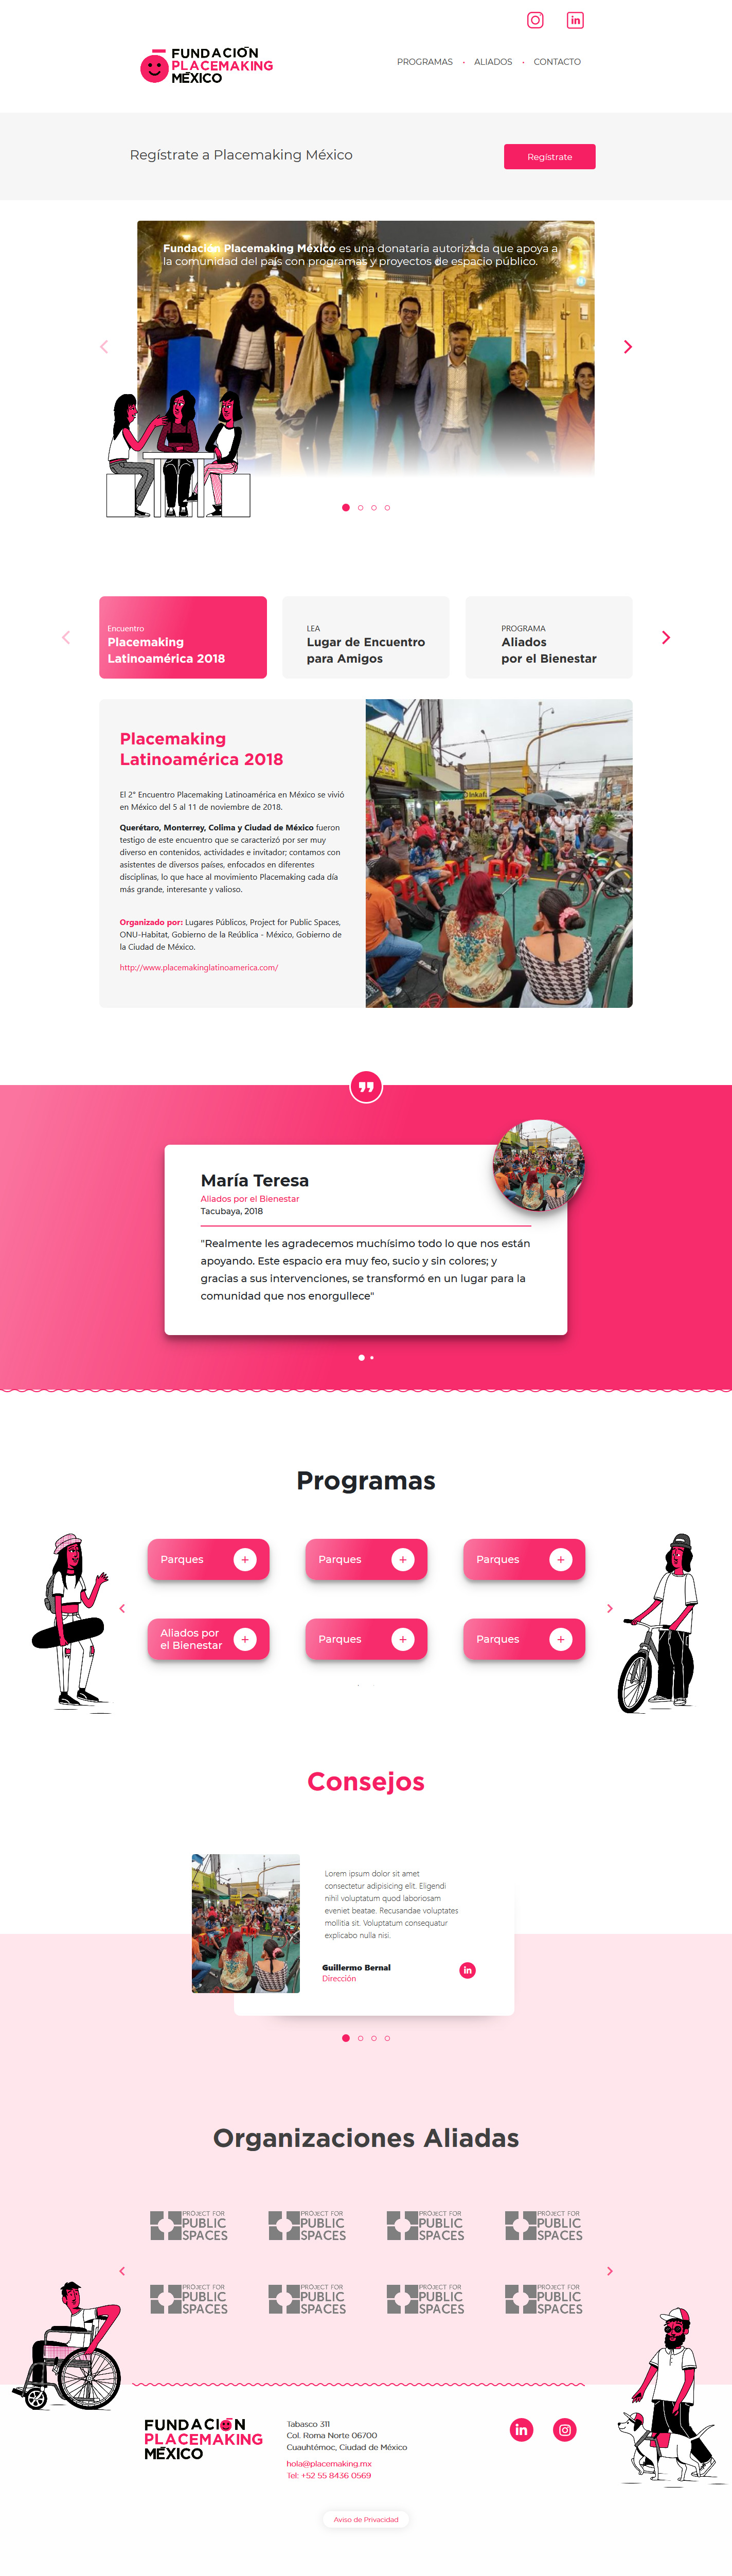 FUNDACIÓN
PLACEMAKING
MÉXICO
PROGRAMAS • ALIADOS • CONTACTO
Regístrate a Placemaking México
Regístrate
Fundación Placemaking México es una donataria autorizada que apoya a
la comunidad del país con programas y proyectos de espacio público.
Encuentro
Placemaking
Latinoamérica 2018
LEA
Lugar de Encuentro
para Amigos
PROGRAMA
Aliados
por el Bienestar
Placemaking
Latinoamérica 2018
El 2° Encuentro Placemaking Latinoamérica en México se vivió
en México del 5 al 11 de noviembre de 2018.
Querétaro, Monterrey, Colima y Ciudad de México fueron
testigo de este encuentro que se caracterizó por ser muy
diverso en contenidos, actividades e invitador; contamos con
asistentes de diversos países, enfocados en diferentes
disciplinas, lo que hace al movimiento Placemaking cada día
más grande, interesante y valioso.
Organizado por: Lugares Públicos, Project for Public Spaces,
ONU-Habitat, Gobierno de la Reública - México, Gobierno de
la Ciudad de México.
http://www.placemakinglatinoamerica.com/
María Teresa
Aliados por el Bienestar
Tacubaya, 2018
"Realmente les agradecemos muchísimo todo lo que nos están
apoyando. Este espacio era muy feo, sucio y sin colores; y
gracias a sus intervenciones, se transformó en un lugar para la
comunidad que nos enorgullece"
Programas
Parques +
Parques +
Parques +
Aliados por
el Bienestar +
Parques +
Parques +
Consejos
Lorem ipsum dolor sit amet
consectetur adipisicing elit. Eligendi
nihil voluptatum quod laboriosam
eveniet beatae. Recusandae voluptates
mollitia sit. Voluptatum consequatur
explicabo nulla nisi.
Guillermo Bernal
Dirección
in
Organizaciones Aliadas
PROJECT FOR
PUBLIC
SPACES
PROJECT FOR
PUBLIC
SPACES
PROJECT FOR
PUBLIC
SPACES
PROJECT FOR
PUBLIC
SPACES
PROJECT FOR
PUBLIC
SPACES
PROJECT FOR
PUBLIC
SPACES
PROJECT FOR
PUBLIC
SPACES
PROJECT FOR
PUBLIC
SPACES
FUNDACIÓN
PLACEMAKING
MÉXICO
Tabasco 311
Col. Roma Norte 06700
Cuauhtémoc, Ciudad de México
hola@placemaking.mx
Tel: +52 55 8436 0569
in
Aviso de Privacidad